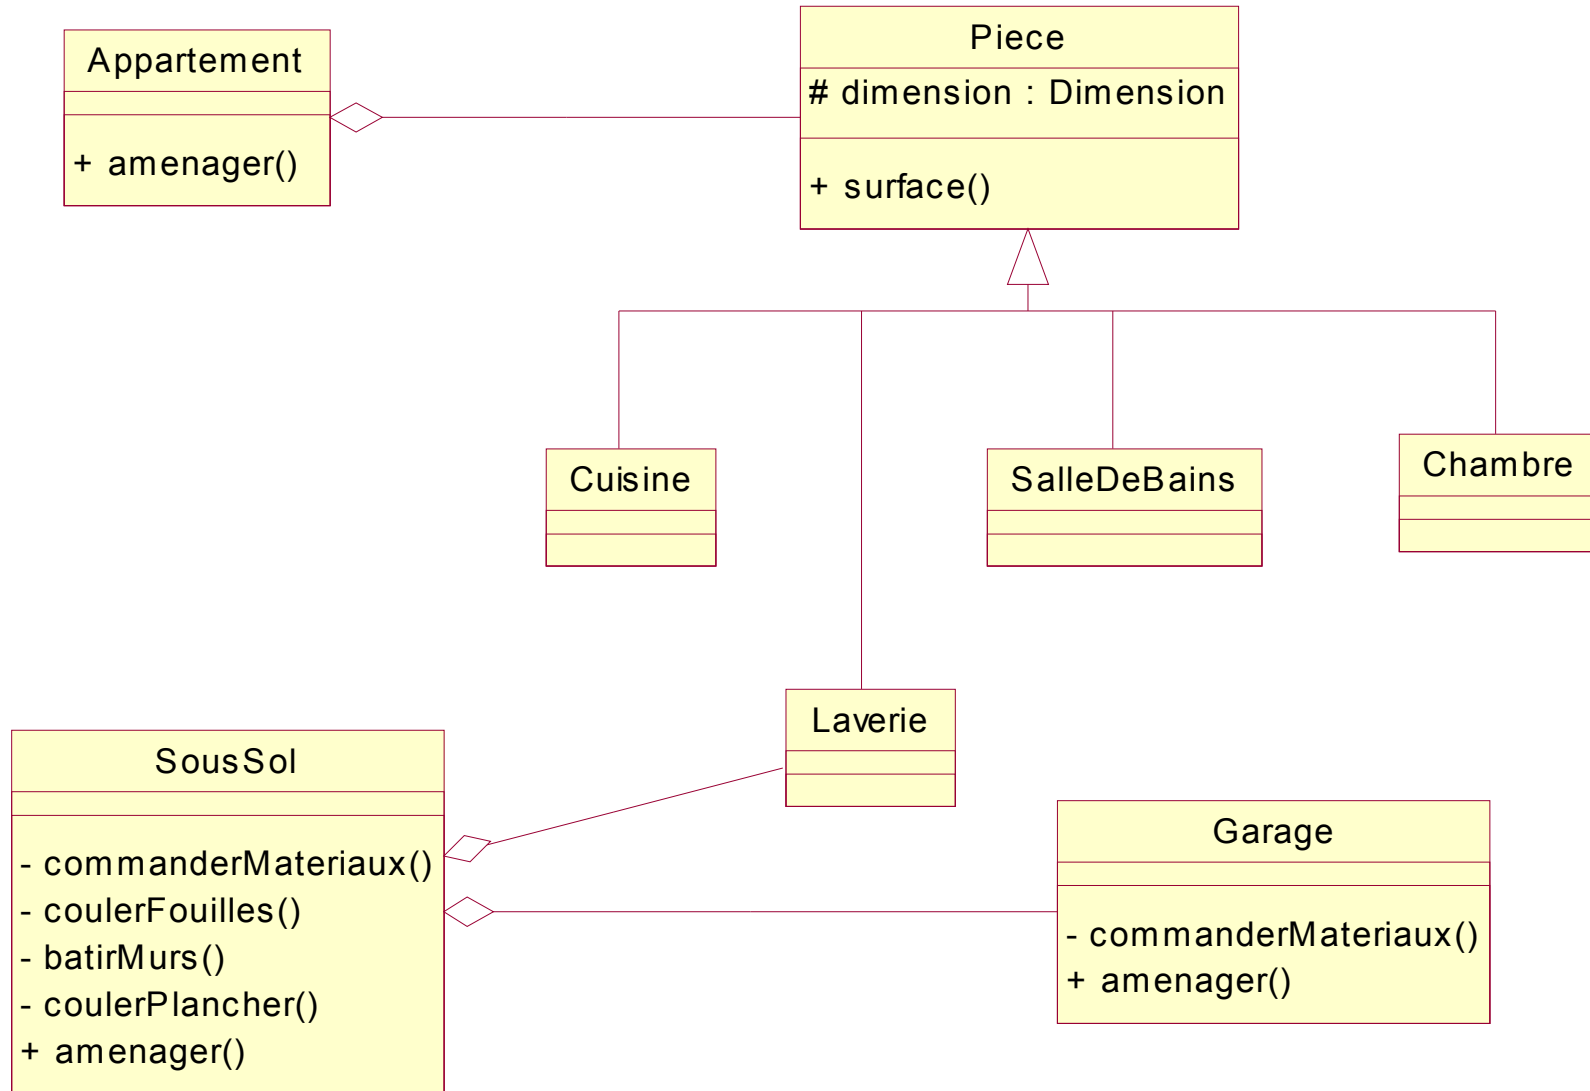 Appartement
+ amenager()
Piece
# dimension : Dimension
+ surface()
Cuisine
SalleDeBains
Chambre
Laverie
SousSol
- commanderMateriaux()
- coulerFouilles()
- batirMurs()
- coulerPlancher()
+ amenager()
Garage
- commanderMateriaux()
+ amenager()